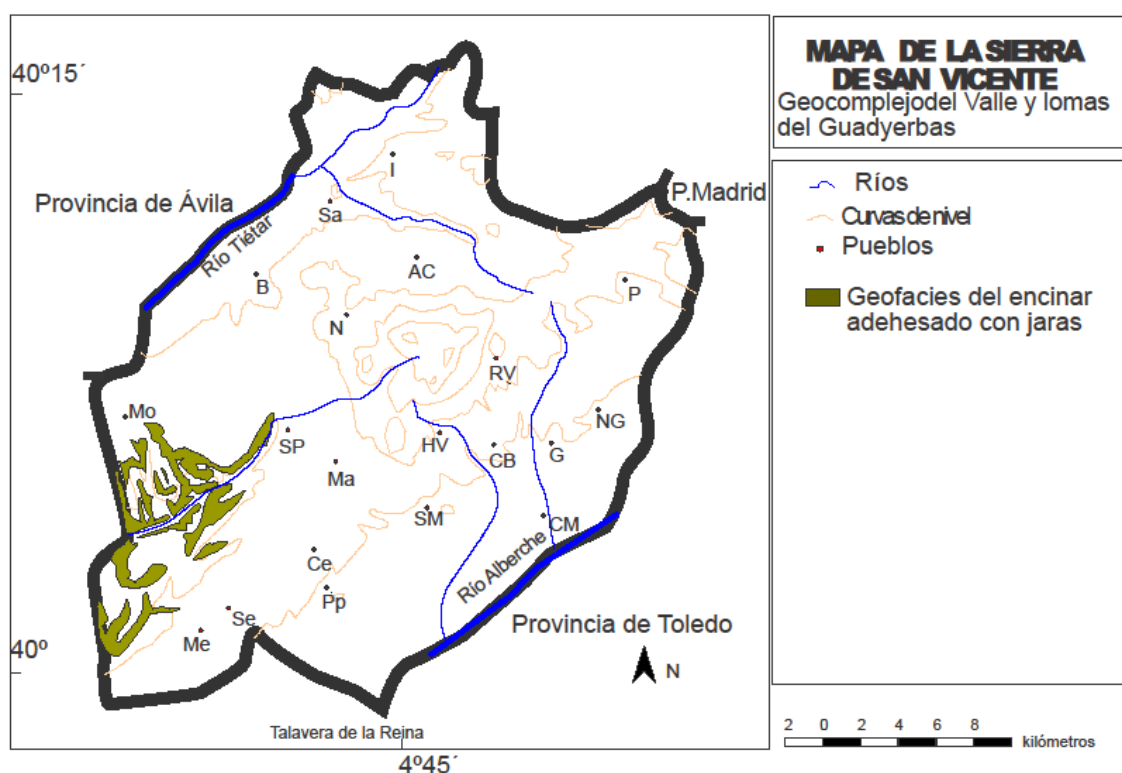 MAPA DE LA SIERRA
DE SAN VICENTE
Geocomplejodel Valle y lomas
del Guadyerbas
Ríos
Curvas de nivel
Pueblos
Geofacies del encinar
adehesado con jaras
40º15´
Provincia de Ávila
P.Madrid
Río Tiétar
I
Sa
AC
B
P
N
RV
Mo
NG
SP
HV
CB
G
Ma
SM
CM
Ce
Río Alberche
Pp
Se
Provincia de Toledo
Me
40º
N
Talavera de la Reina
4º45´
2 0 2 4 6 8
kilómetros